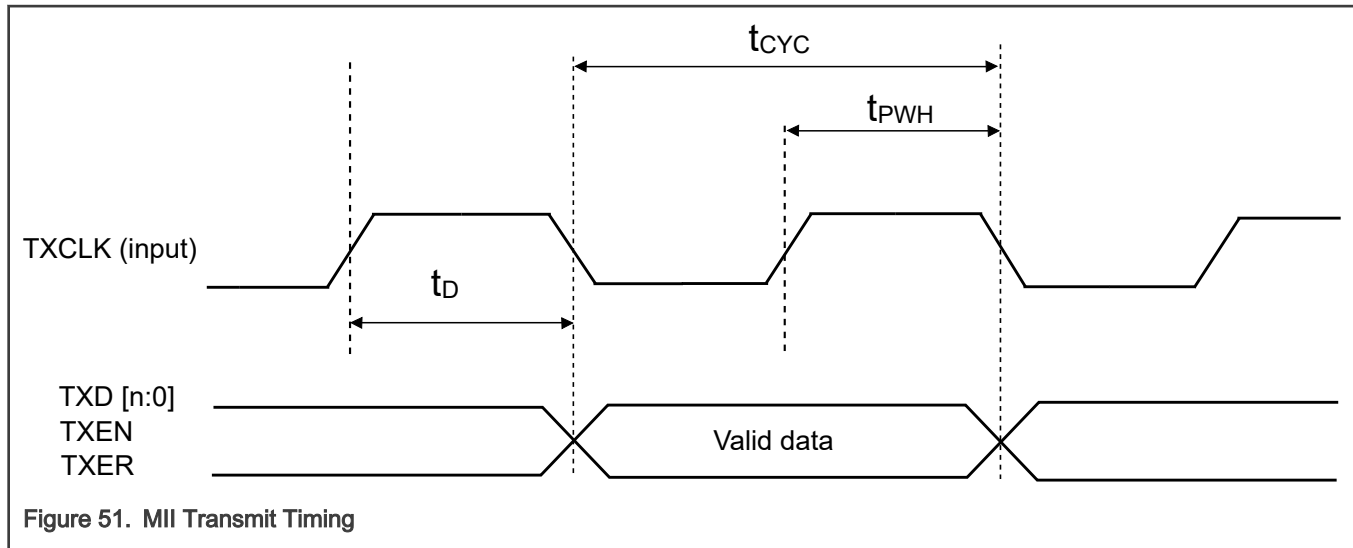 tCYC
tPWH
TXCLK (input)
tD
TXD [n:0]
TXEN
Valid data
TXER
Figure 51. MII Transmit Timing